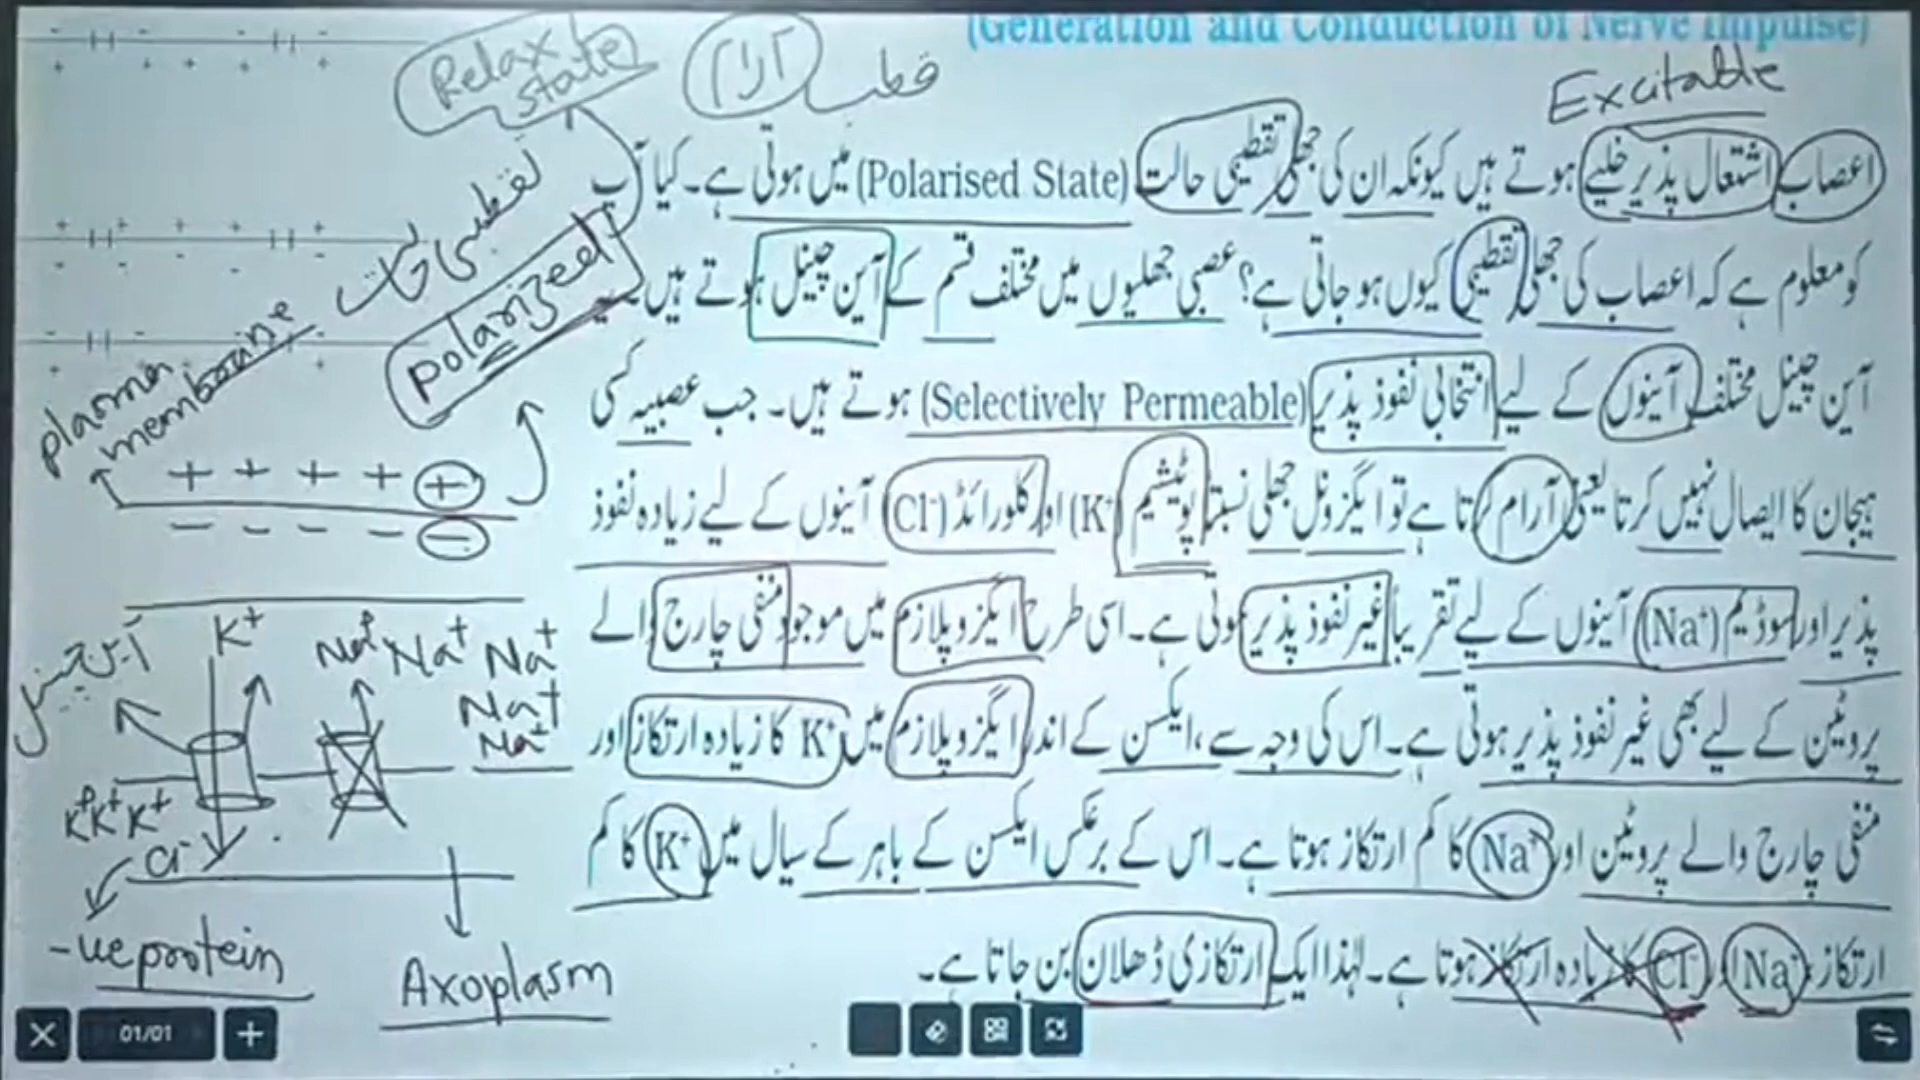 (Generation and Conduction of Nerve Impulse)
Relax state
آرام
قطب
Excitable
اعصاب اشتعال پذیر خلیے ہوتے ہیں کیونکہ ان کی جھلی تقطیبی حالت (Polarised State) میں ہوتی ہے۔ کیا آپ
کو معلوم ہے کہ اعصاب کی جھلی تقطیبی کیوں ہو جاتی ہے؟ عصبی جھلیوں میں مختلف قسم کے آین چینل ہوتے ہیں۔ یہ
آین چینل مختلف آینوں کے لیے انتخابی نفوذ پذیر (Selectively Permeable) ہوتے ہیں۔ جب عصبیہ کسی
ہیجان کا ایصال نہیں کرتا یعنی آرام کرتا ہے تو ایگزونل جھلی نسبتاً پوٹیشیم (K⁺) اور کلورائڈ (Cl⁻) آینوں کے لیے زیادہ نفوذ
پذیر اور سوڈیم (Na⁺) آینوں کے لیے تقریباً غیر نفوذ پذیر ہوتی ہے۔ اسی طرح ایگزوپلازم میں موجود منفی چارج والے
پروٹین کے لیے بھی غیر نفوذ پذیر ہوتی ہے۔ اس کی وجہ سے، ایکسن کے اندر ایگزوپلازم میں K⁺ کا زیادہ ارتکاز اور
منفی چارج والے پروٹین اور Na⁺ کا کم ارتکاز ہوتا ہے۔ اس کے برعکس ایکسن کے باہر کے سیال میں K⁺ کا کم
ارتکاز، Na⁺، Cl⁻ کا زیادہ ارتکاز ہوتا ہے۔ لہٰذا ایک ارتکازی ڈھلان بن جاتا ہے۔
تقطیبی حالت
polarized
plasma membrane
+ + + + +
− − − − −
آین چینل
K⁺ Na⁺ Na⁺ Na⁺
Na⁺
Na⁺
K⁺ K⁺ K⁺
Cl⁻
-ve protein
Axoplasm
01/01